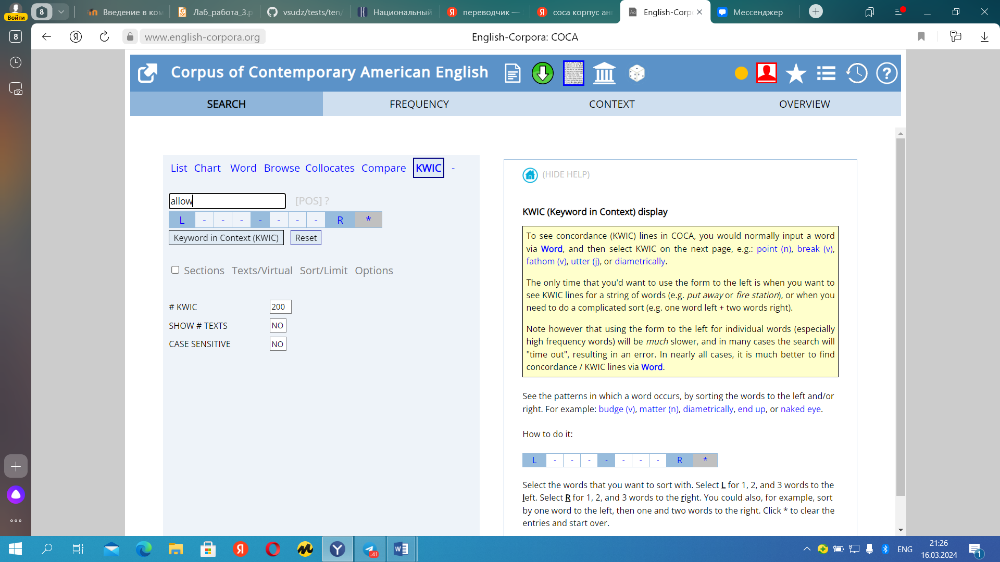 Войти
8
Введение в ком
Лаб_работа_3.p
vsudz/tests/ten/
Национальный
переводчик —
соса корпус анг
English-Corpo
Мессенджер
8
www.english-corpora.org
English-Corpora: COCA
Corpus of Contemporary American English
SEARCH
FREQUENCY
CONTEXT
OVERVIEW
List Chart Word Browse Collocates Compare KWIC -
allow
[POS] ?
L - - - - - - - R *
Keyword in Context (KWIC)
Reset
Sections Texts/Virtual Sort/Limit Options
# KWIC 200
SHOW # TEXTS NO
CASE SENSITIVE NO
(HIDE HELP)
KWIC (Keyword in Context) display
To see concordance (KWIC) lines in COCA, you would normally input a word
via Word, and then select KWIC on the next page, e.g.: point (n), break (v),
fathom (v), utter (j), or diametrically.
The only time that you'd want to use the form to the left is when you want to
see KWIC lines for a string of words (e.g. put away or fire station), or when you
need to do a complicated sort (e.g. one word left + two words right).
Note however that using the form to the left for individual words (especially
high frequency words) will be much slower, and in many cases the search will
"time out", resulting in an error. In nearly all cases, it is much better to find
concordance / KWIC lines via Word.
See the patterns in which a word occurs, by sorting the words to the left and/or
right. For example: budge (v), matter (n), diametrically, end up, or naked eye.
How to do it:
L - - - - - - - R *
Select the words that you want to sort with. Select L for 1, 2, and 3 words to the
left. Select R for 1, 2, and 3 words to the right. You could also, for example, sort
by one word to the left, then one and two words to the right. Click * to clear the
entries and start over.
ENG
21:26
16.03.2024
1